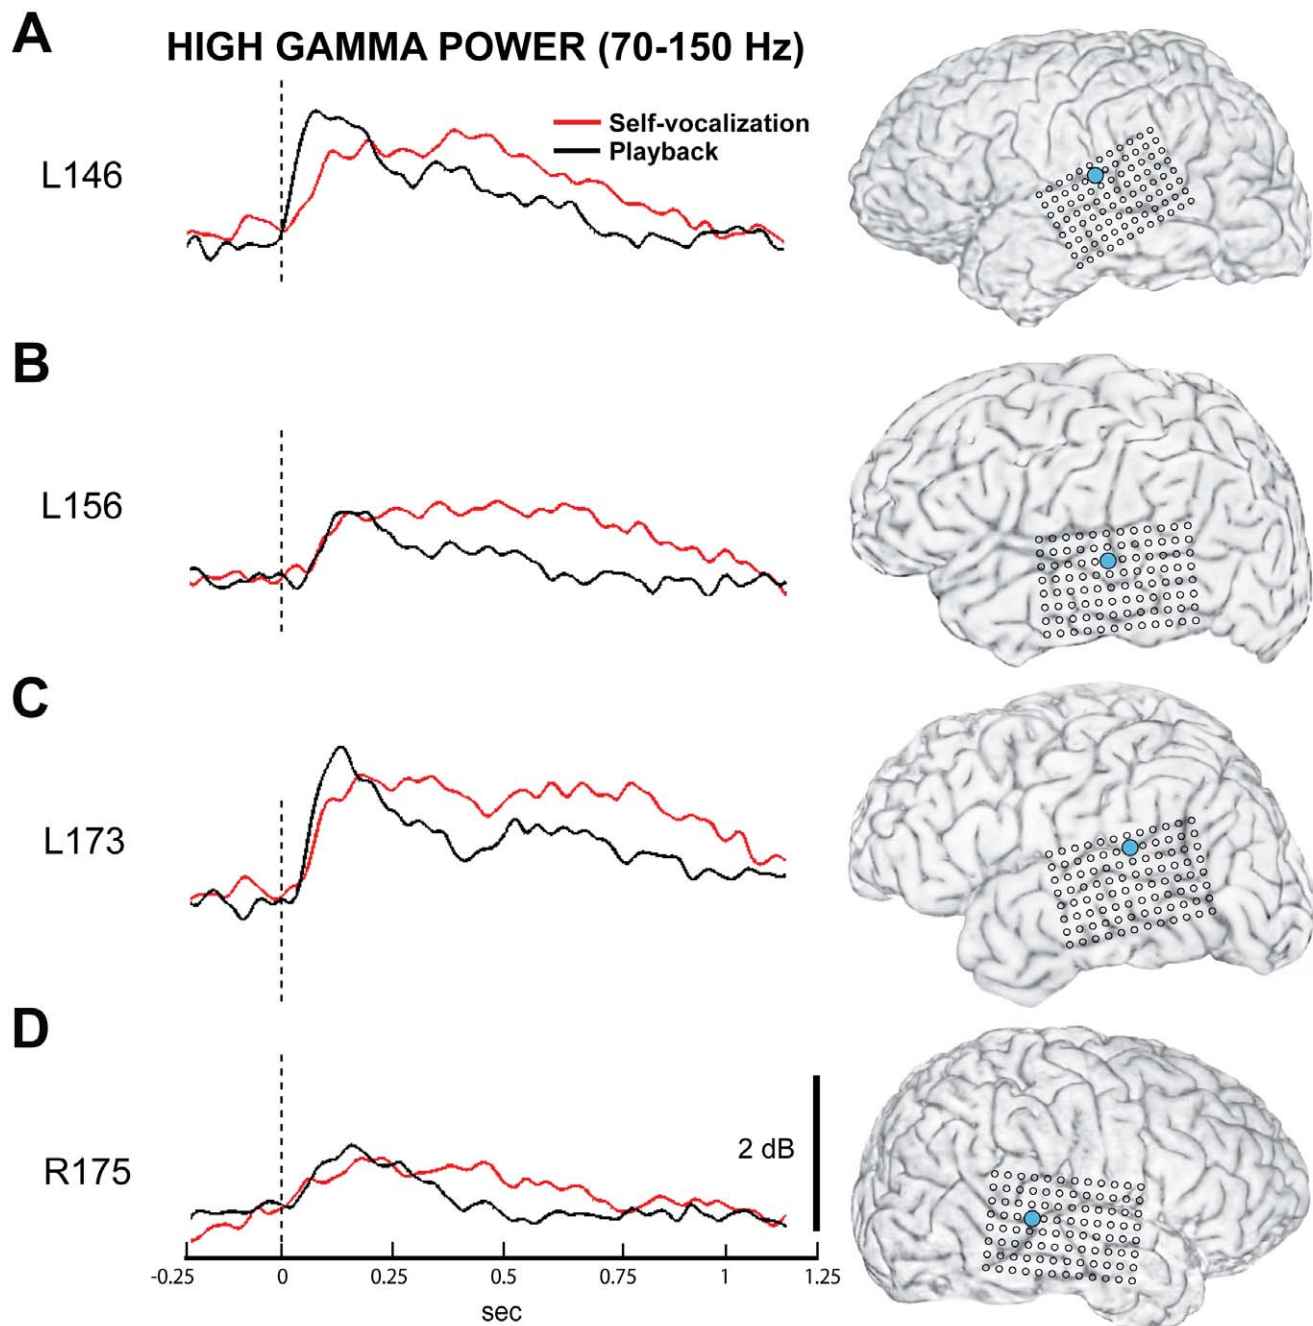 A
HIGH GAMMA POWER (70-150 Hz)
Self-vocalization
Playback
L146
B
L156
C
L173
D
R175
2 dB
-0.25 0 0.25 0.5 0.75 1 1.25
sec